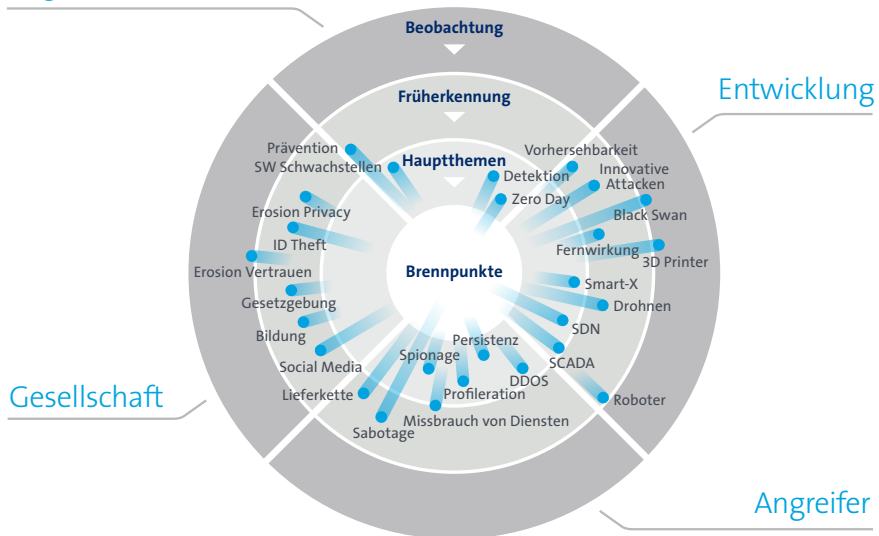 Beobachtung
Früherkennung
Entwicklung
Hauptthemen
Prävention
SW Schwachstellen
Erosion Privacy
ID Theft
Erosion Vertrauen
Gesetzgebung
Bildung
Social Media
Gesellschaft
Lieferkette
Sabotage
Vorhersehbarkeit
Detektion
Innovative
Attacken
Zero Day
Black Swan
Fernwirkung
3D Printer
Brennpunkte
Smart-X
Drohnen
SDN
Persistenz
SCADA
Spionage
DDOS
Profileration
Roboter
Missbrauch von Diensten
Angreifer